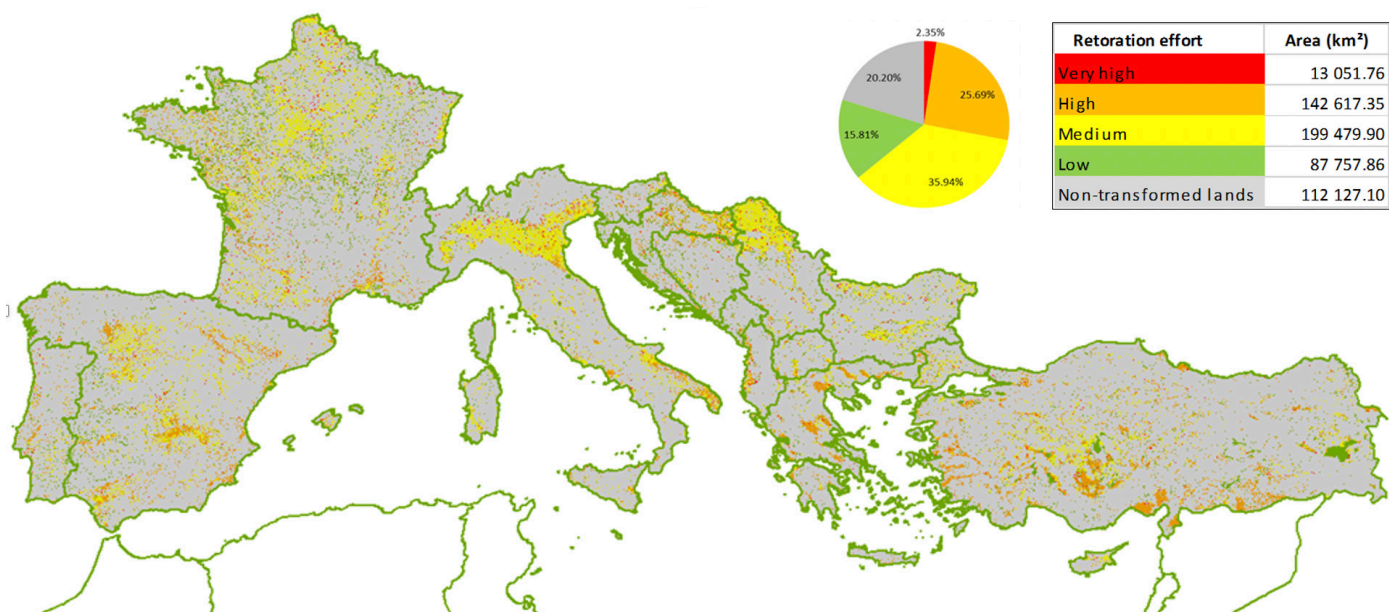 2.35%
25.69%
35.94%
15.81%
20.20%
Retoration effort Area (km²)
Very high 13 051.76
High 142 617.35
Medium 199 479.90
Low 87 757.86
Non-transformed lands 112 127.10